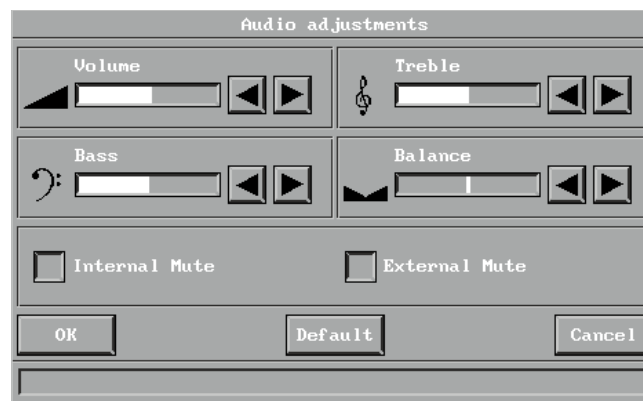 Audio adjustments
Volume
Treble
Bass
Balance
Internal Mute
External Mute
OK
Default
Cancel